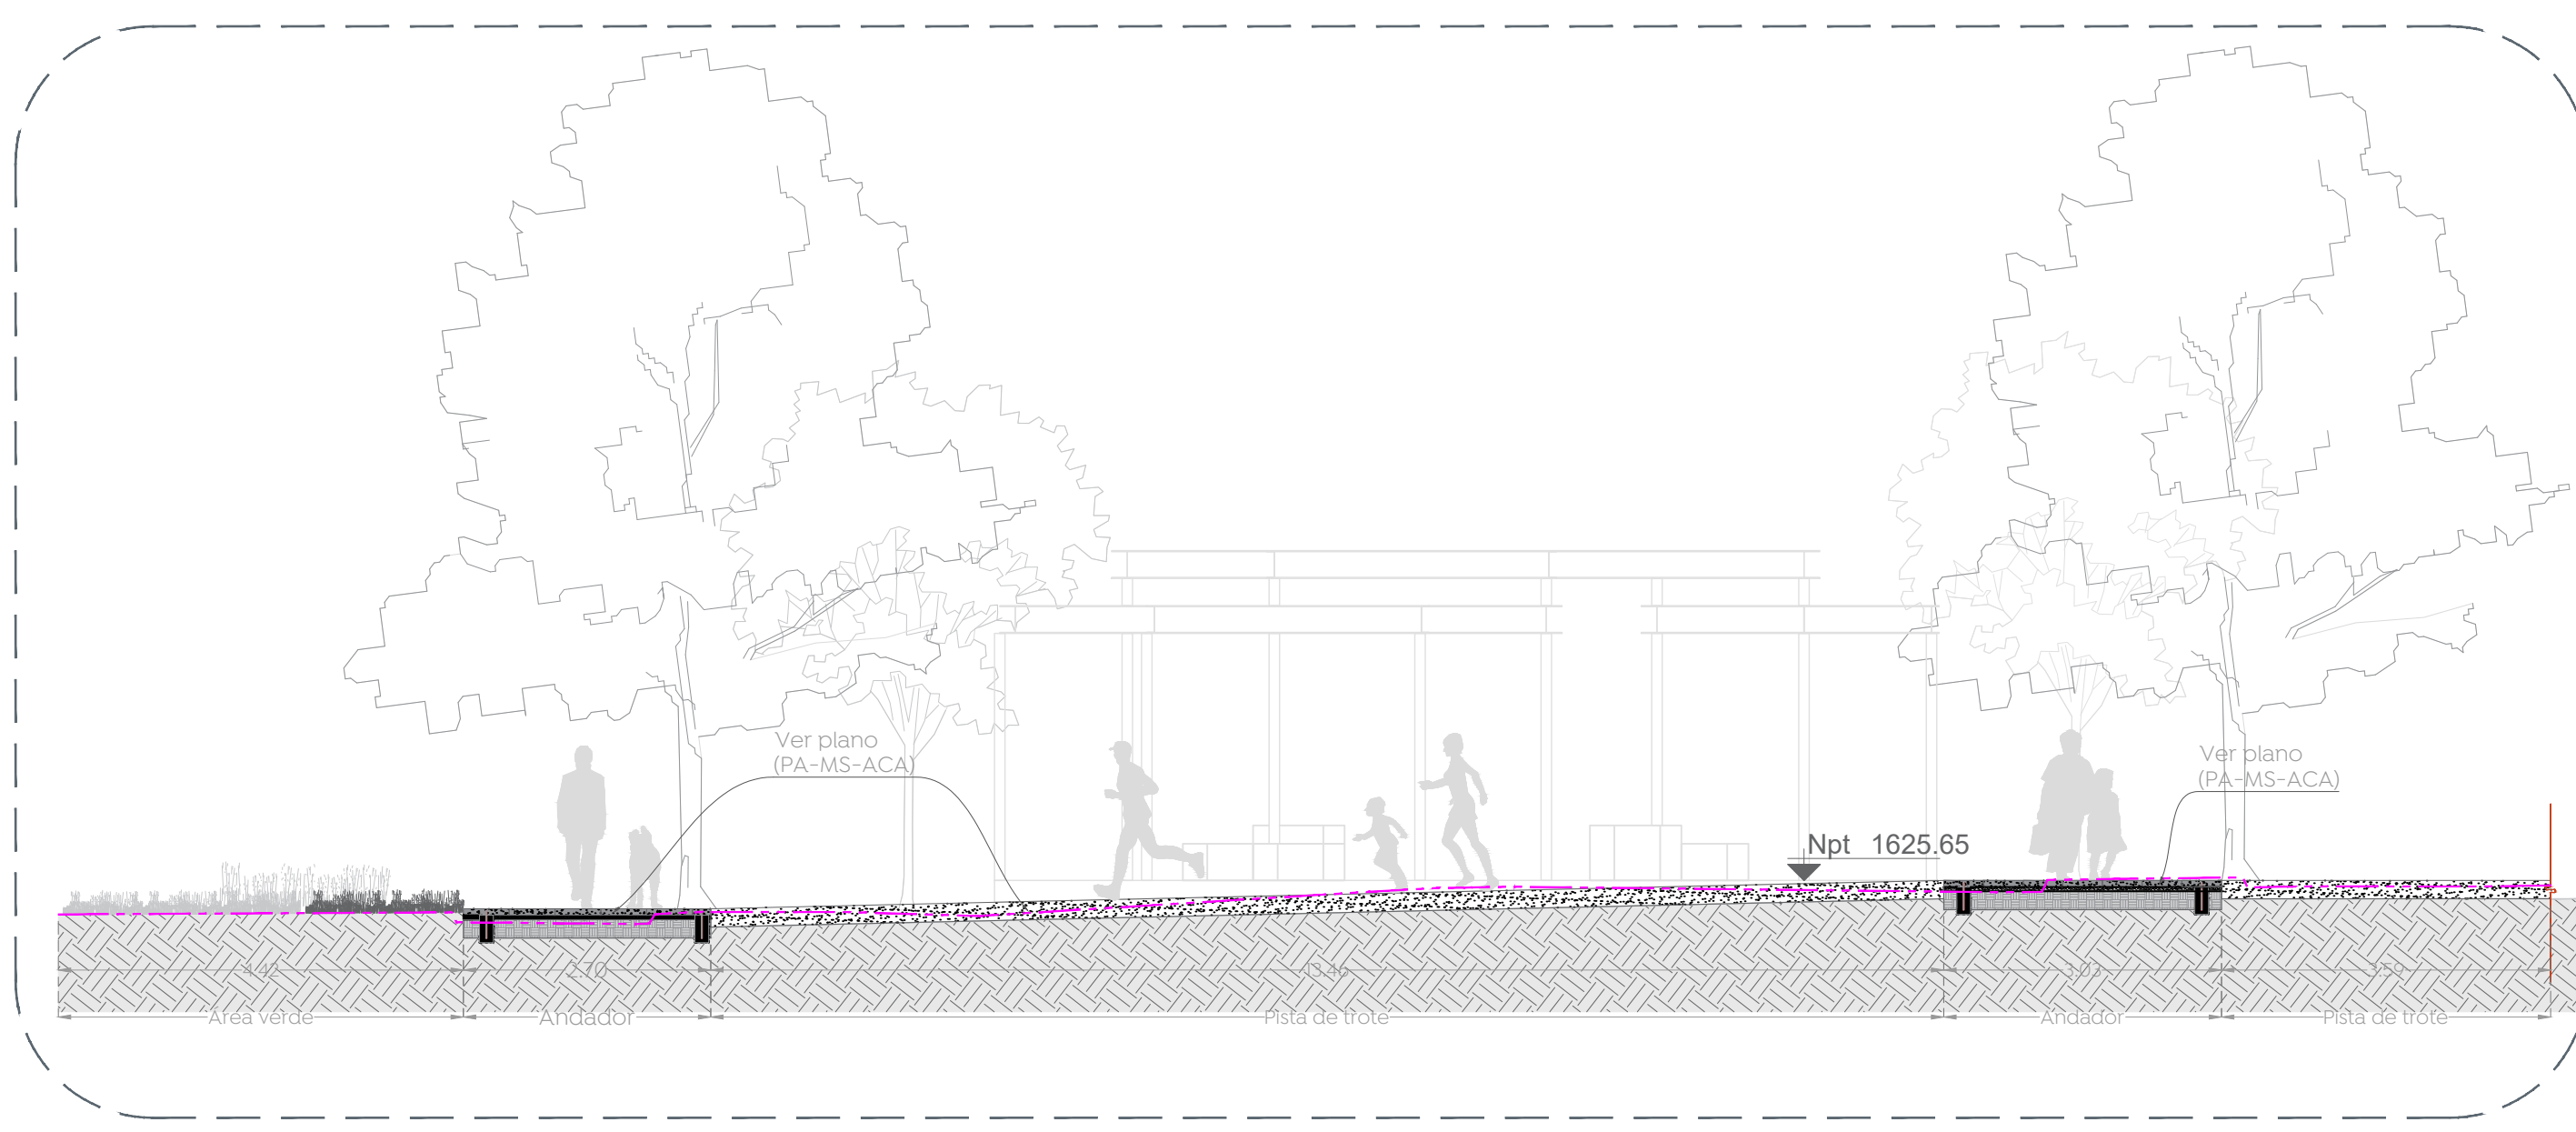 Ver plano
(PA-MS-ACA)
Ver plano
(PA-MS-ACA)
Npt 1625.65
4.42
2.70
13.46
3.03
3.59
Área verde
Andador
Pista de trote
Andador
Pista de trote